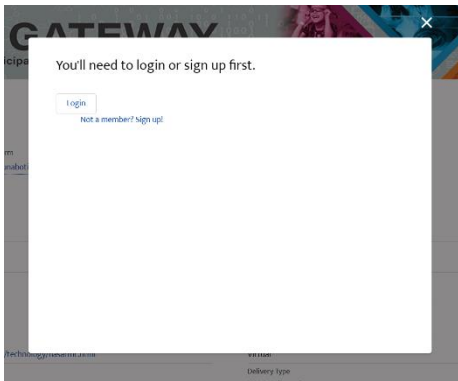 GATEWAY
You'll need to login or sign up first.
Login
Not a member? Sign up!
Virtual
Delivery Type